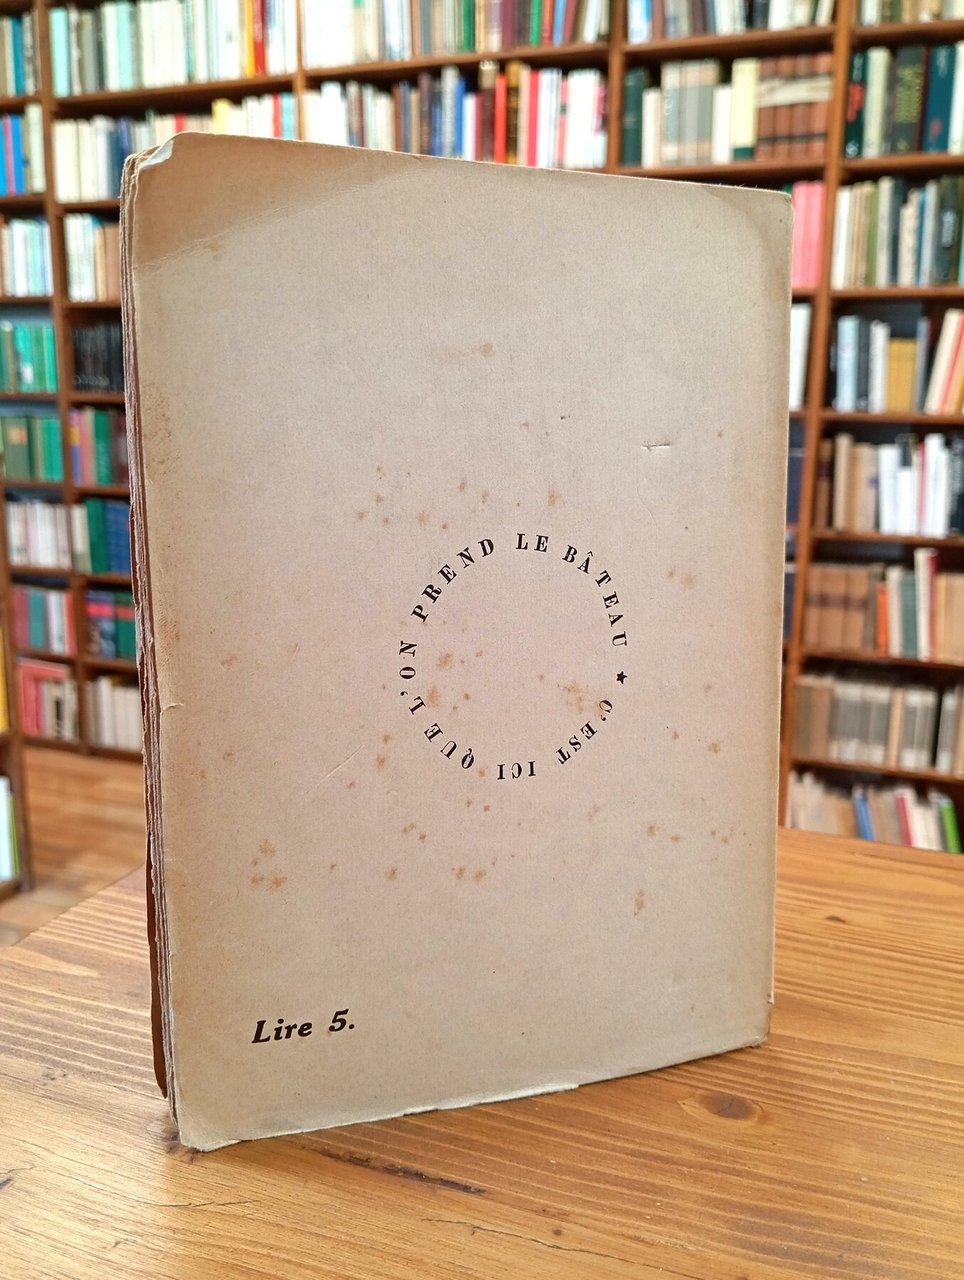 C'EST ICI QUE L'ON PREND LE BÂTEAU ★
Lire 5.